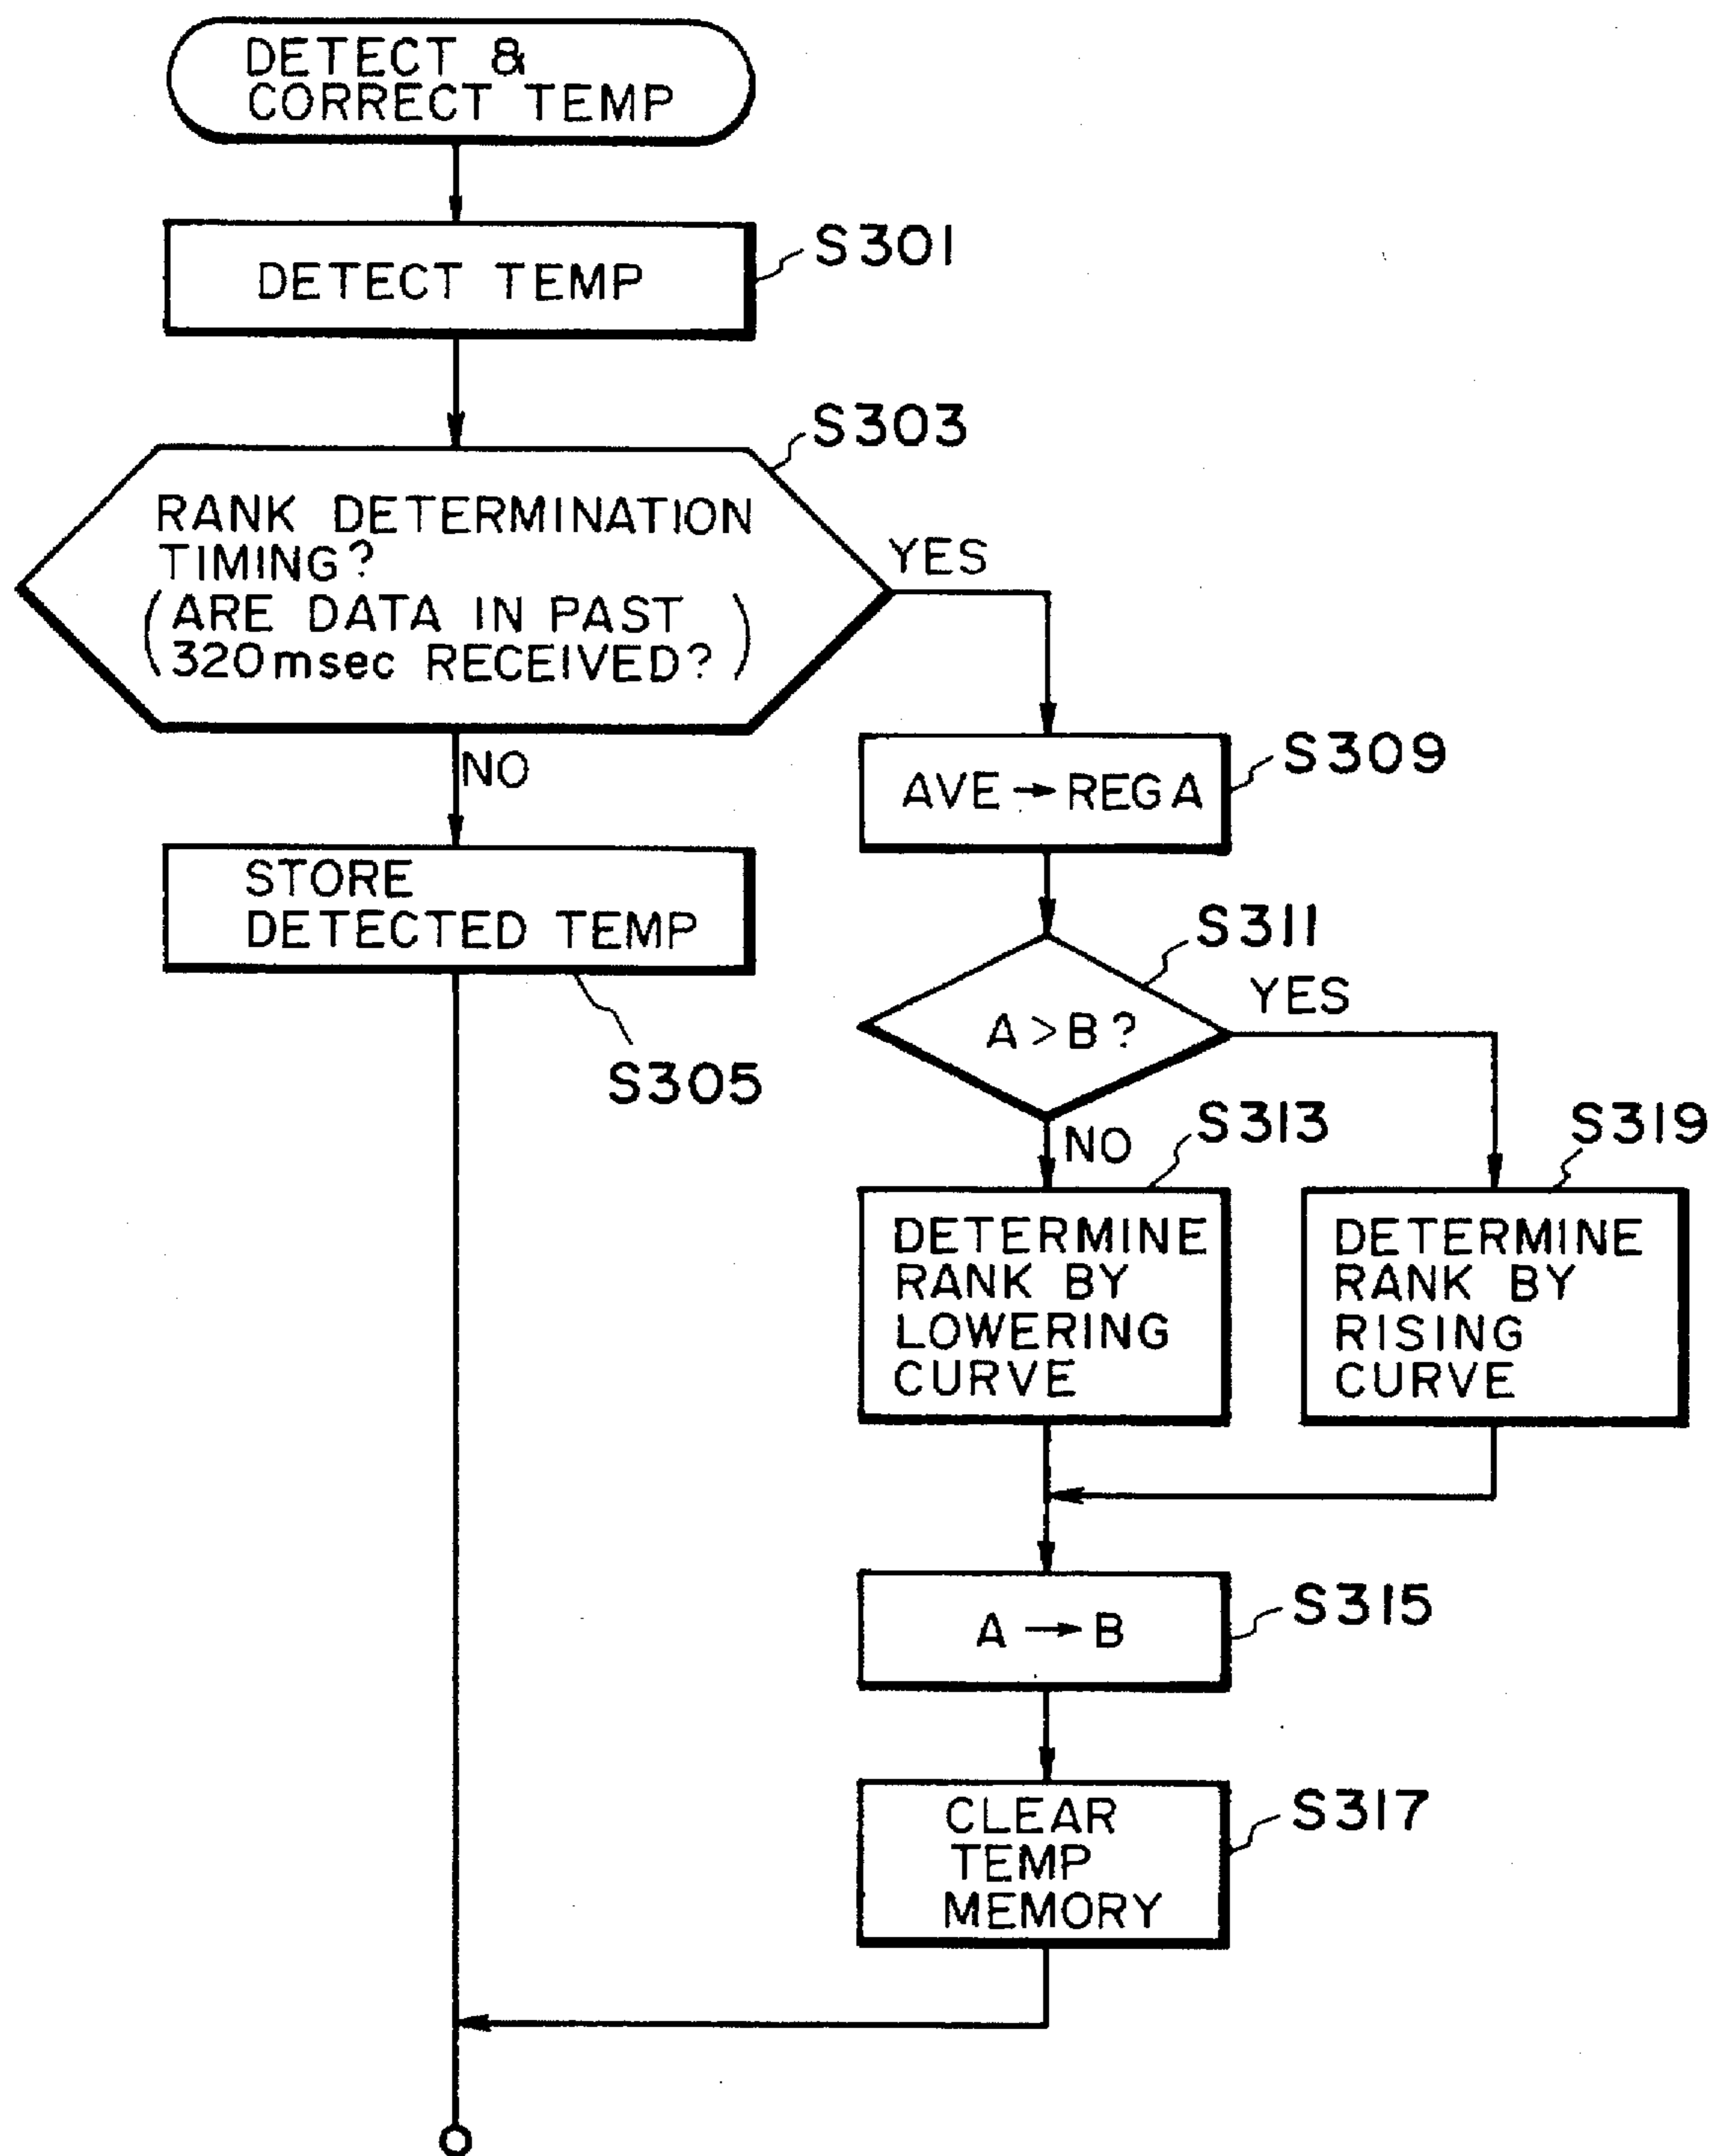 DETECT &
CORRECT TEMP
DETECT TEMP
S301
S303
RANK DETERMINATION
TIMING?
(ARE DATA IN PAST
320msec RECEIVED?)
YES
NO
STORE
DETECTED TEMP
S305
AVE → REG A
S309
A > B ?
S311
YES
NO
S313
DETERMINE
RANK BY
LOWERING
CURVE
S319
DETERMINE
RANK BY
RISING
CURVE
A → B
S315
CLEAR
TEMP
MEMORY
S317